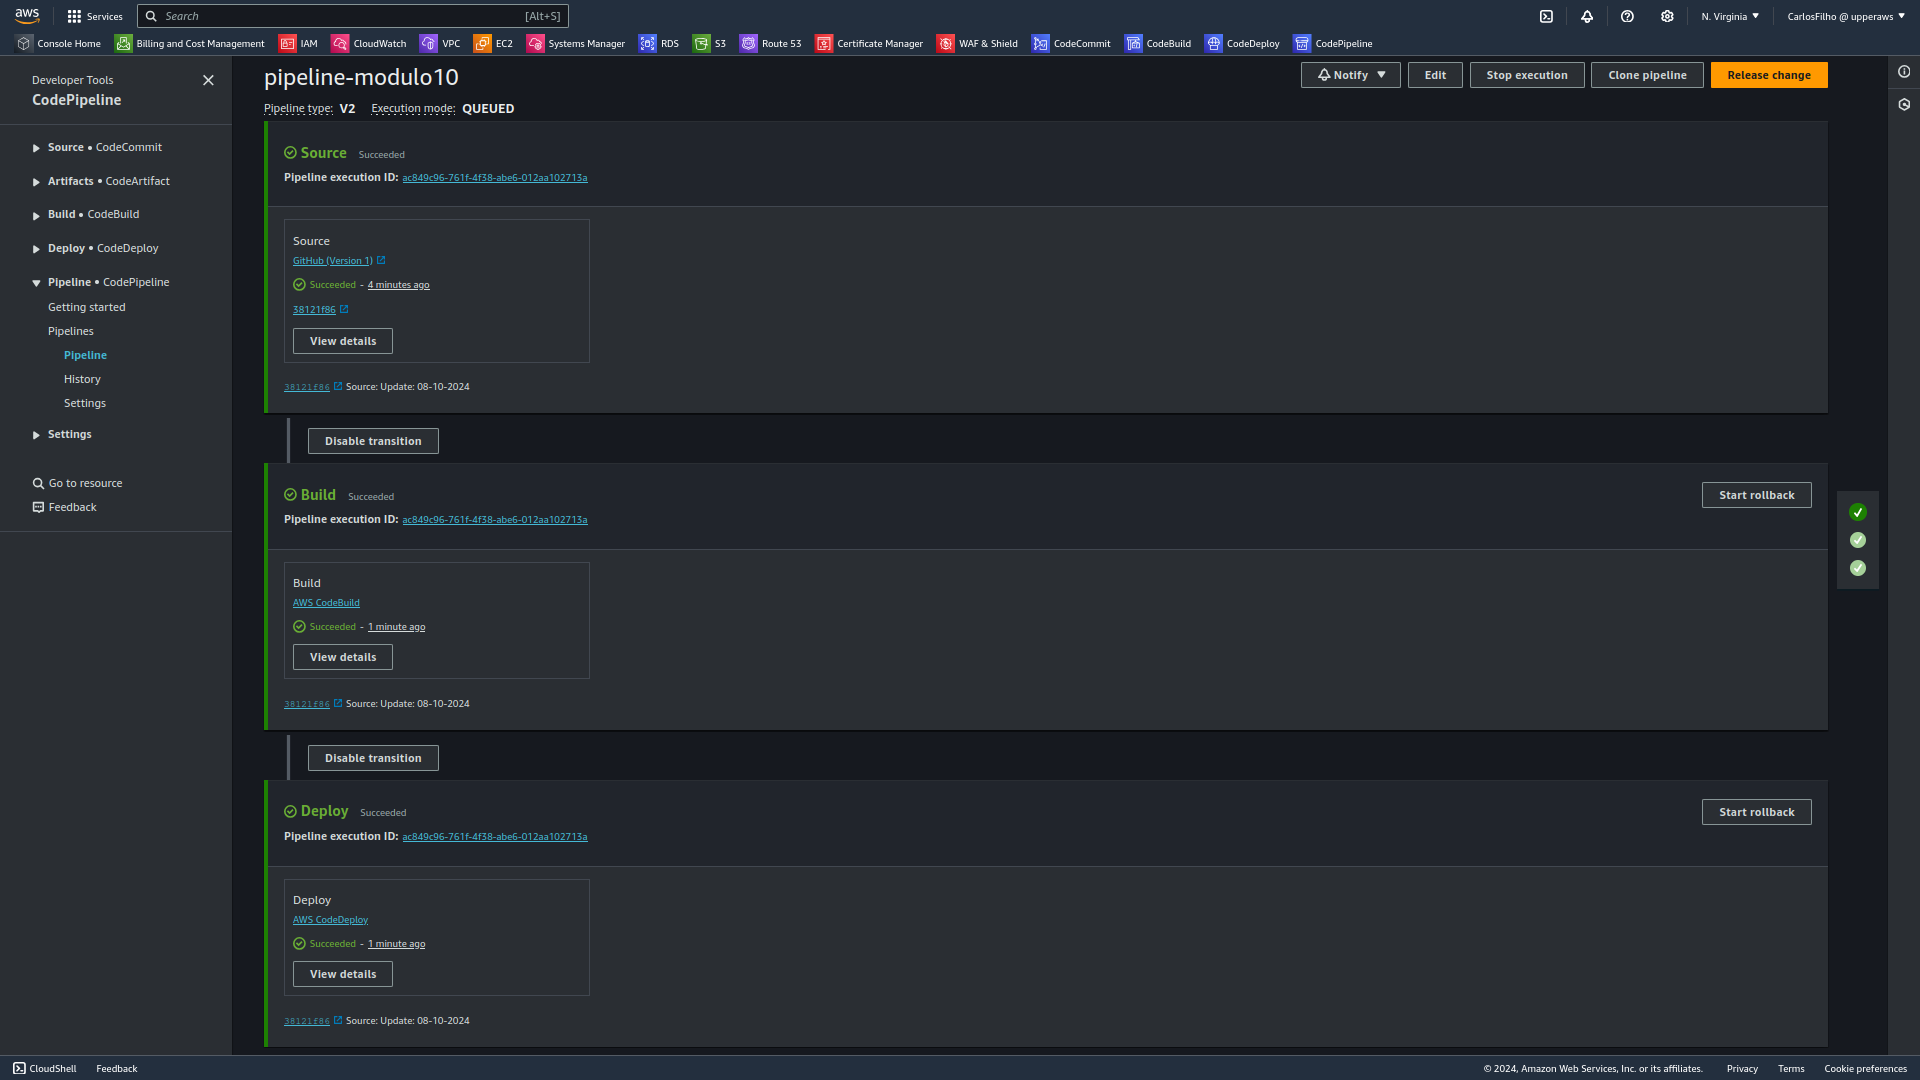 aws Services Search [Alt+S] N. Virginia CarlosFilho @ upperaws
Console Home Billing and Cost Management IAM CloudWatch VPC EC2 Systems Manager RDS S3 Route 53 Certificate Manager WAF & Shield CodeCommit CodeBuild CodeDeploy CodePipeline
Developer Tools
CodePipeline
Source • CodeCommit
Artifacts • CodeArtifact
Build • CodeBuild
Deploy • CodeDeploy
Pipeline • CodePipeline
Getting started
Pipelines
Pipeline
History
Settings
Settings
Go to resource
Feedback
pipeline-modulo10
Notify Edit Stop execution Clone pipeline Release change
Pipeline type: V2 Execution mode: QUEUED
Source Succeeded
Pipeline execution ID: ac849c96-761f-4f38-abe6-012aa102713a
Source
GitHub (Version 1)
Succeeded - 4 minutes ago
38121f86
View details
38121f86 Source: Update: 08-10-2024
Disable transition
Build Succeeded
Start rollback
Pipeline execution ID: ac849c96-761f-4f38-abe6-012aa102713a
Build
AWS CodeBuild
Succeeded - 1 minute ago
View details
38121f86 Source: Update: 08-10-2024
Disable transition
Deploy Succeeded
Start rollback
Pipeline execution ID: ac849c96-761f-4f38-abe6-012aa102713a
Deploy
AWS CodeDeploy
Succeeded - 1 minute ago
View details
38121f86 Source: Update: 08-10-2024
CloudShell Feedback © 2024, Amazon Web Services, Inc. or its affiliates. Privacy Terms Cookie preferences